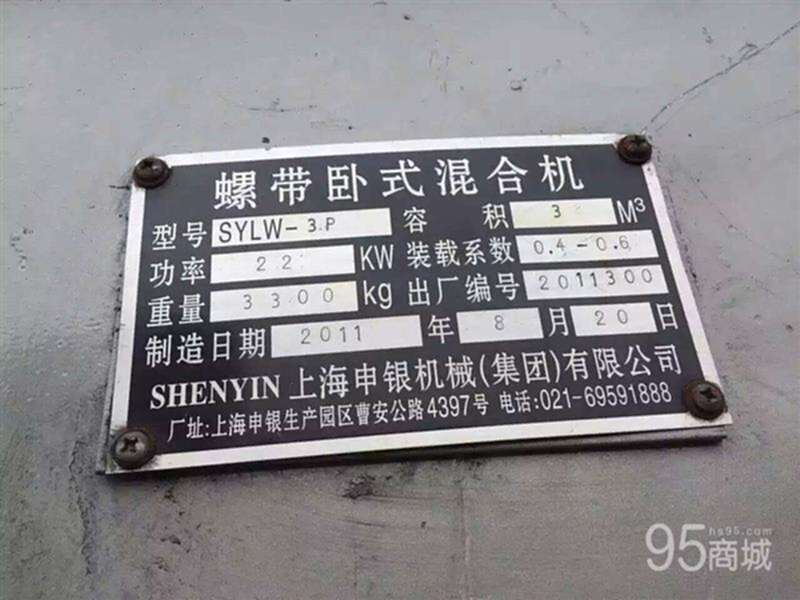 螺带卧式混合机
型号 SYLW-3.P 容积 3 M³
功率 22 KW 装载系数 0.4-0.6
重量 3300 kg 出厂编号 2011300
制造日期 2011 年 8 月 20 日
SHENYIN 上海申银机械(集团)有限公司
厂址:上海申银生产园区曹安公路4397号 电话:021-69591888
hs95.com
95商城